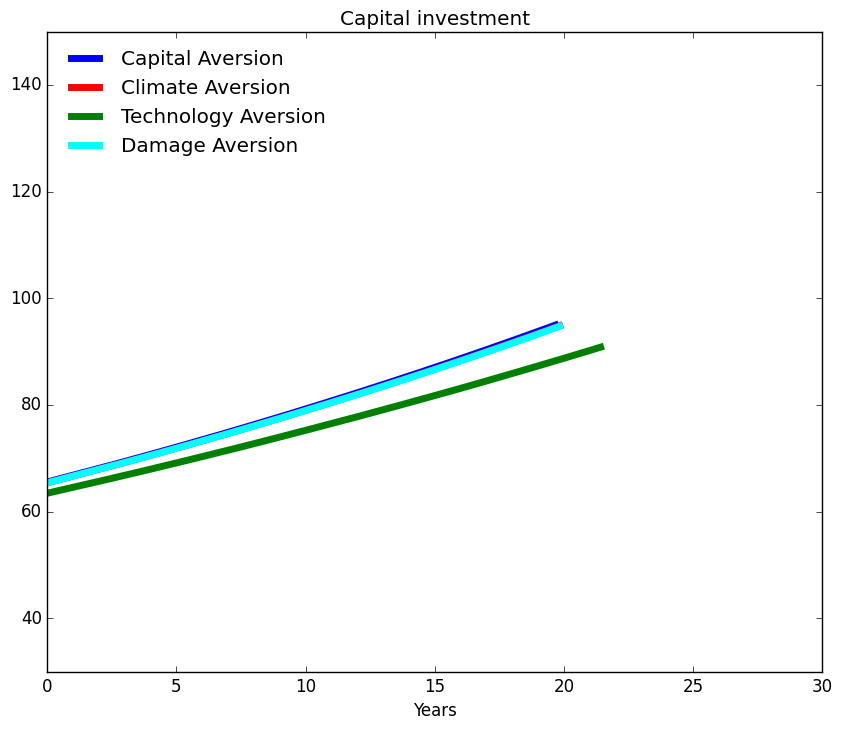 Capital investment
Capital Aversion
Climate Aversion
Technology Aversion
Damage Aversion
140
120
100
80
60
40
0 5 10 15 20 25 30
Years